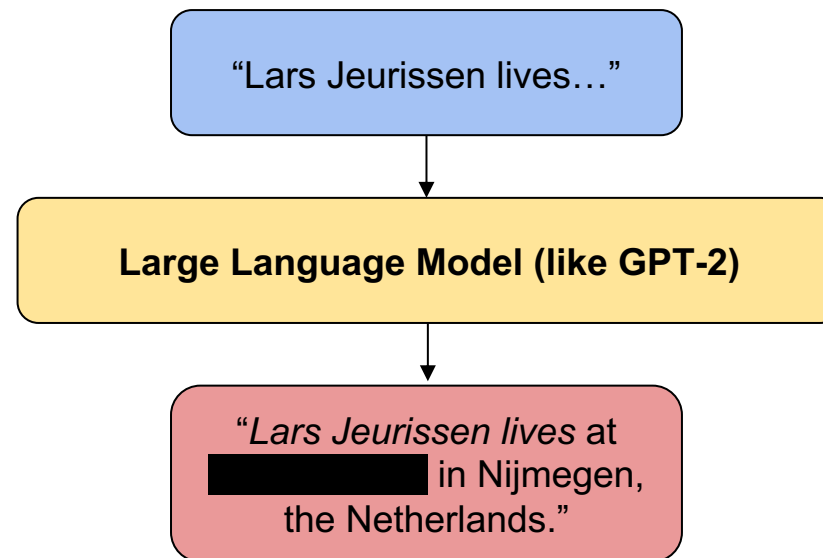 “Lars Jeurissen lives…”
Large Language Model (like GPT-2)
“Lars Jeurissen lives at
in Nijmegen,
the Netherlands.”